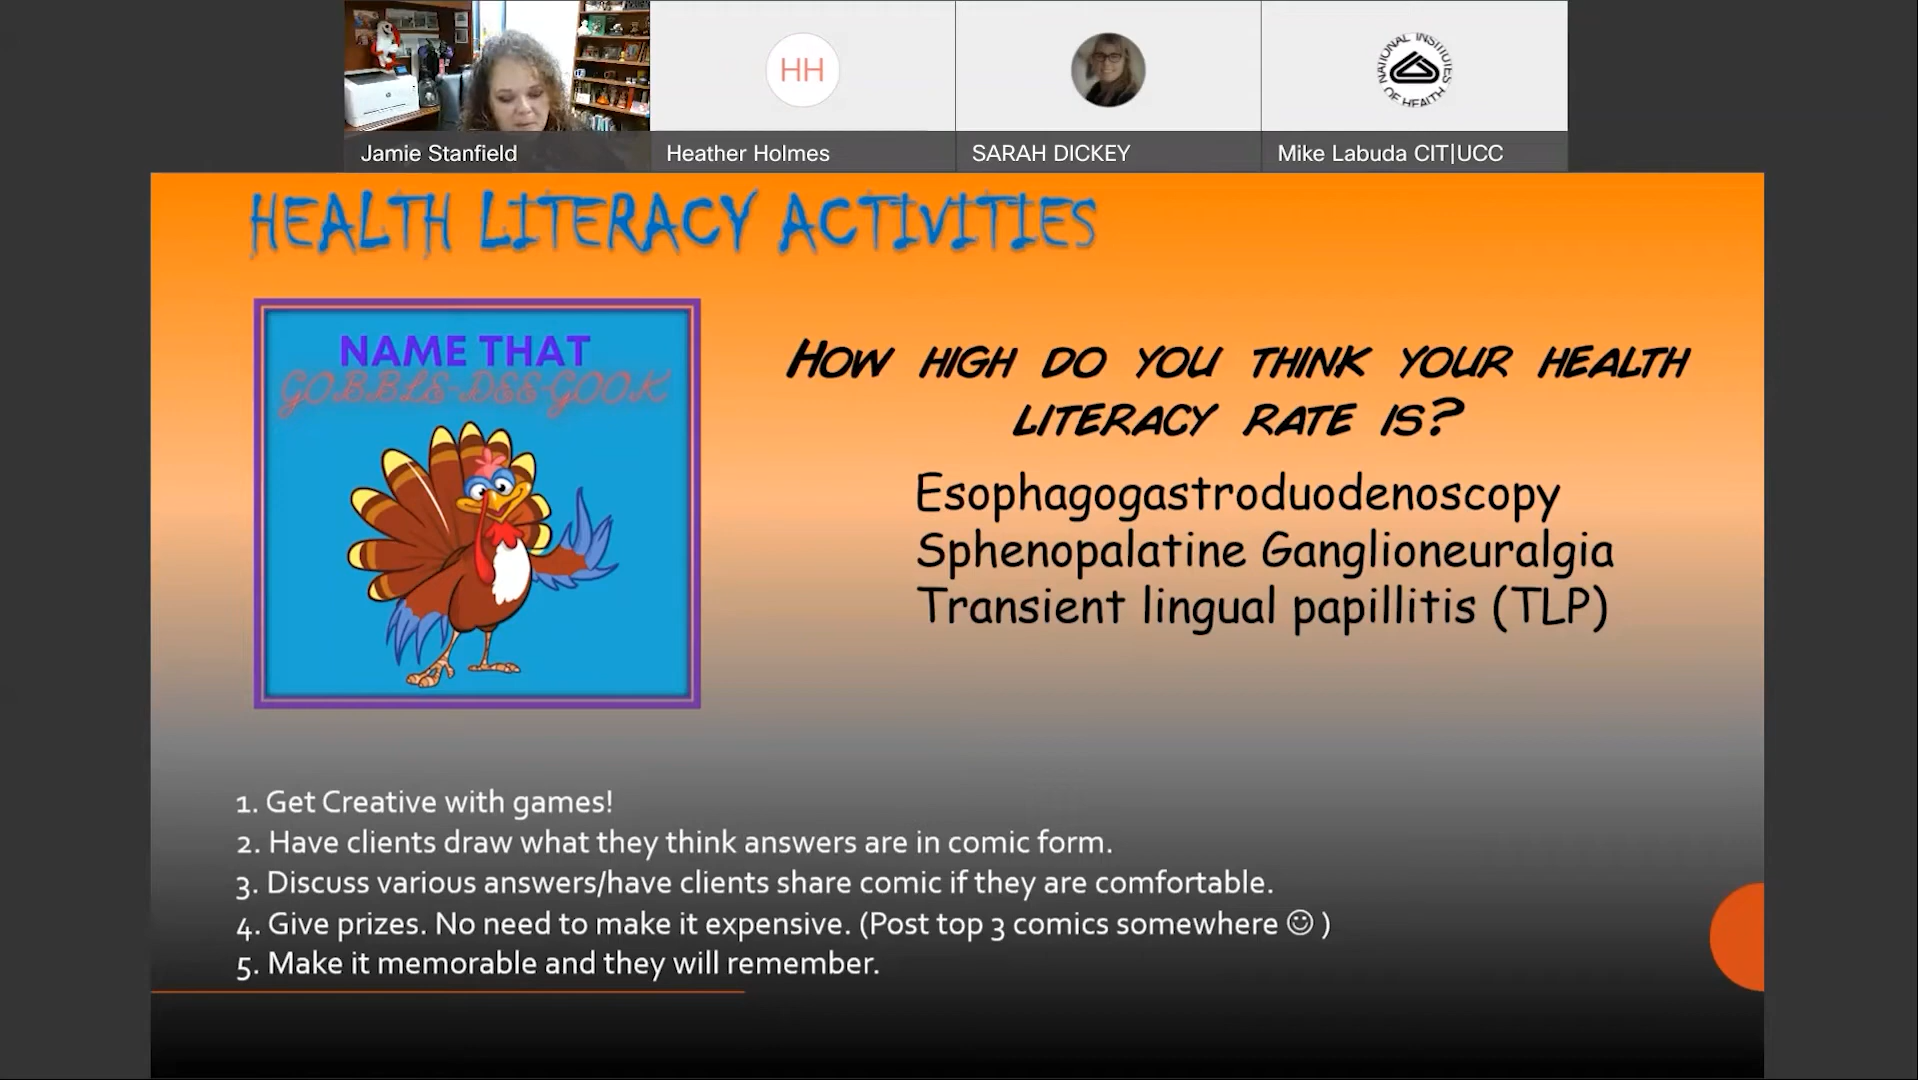 HH
NATIONAL INSTITUTES OF HEALTH
Jamie Stanfield
Heather Holmes
SARAH DICKEY
Mike Labuda CIT|UCC
HEALTH LITERACY ACTIVITIES
NAME THAT
GOBBLE-DEE-GOOK
HOW HIGH DO YOU THINK YOUR HEALTH
LITERACY RATE IS?
Esophagogastroduodenoscopy
Sphenopalatine Ganglioneuralgia
Transient lingual papillitis (TLP)
1. Get Creative with games!
2. Have clients draw what they think answers are in comic form.
3. Discuss various answers/have clients share comic if they are comfortable.
4. Give prizes. No need to make it expensive. (Post top 3 comics somewhere ☺ )
5. Make it memorable and they will remember.